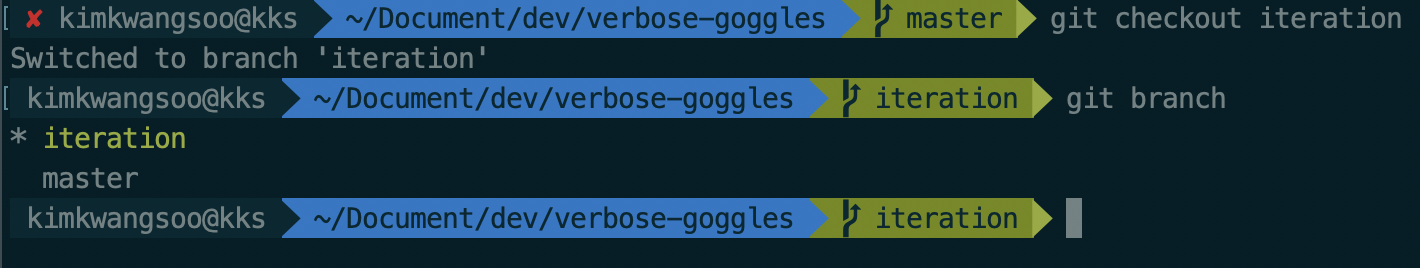 ✘ kimkwangsoo@kks ~/Document/dev/verbose-goggles master git checkout iteration
Switched to branch 'iteration'
kimkwangsoo@kks ~/Document/dev/verbose-goggles iteration git branch
* iteration
master
kimkwangsoo@kks ~/Document/dev/verbose-goggles iteration